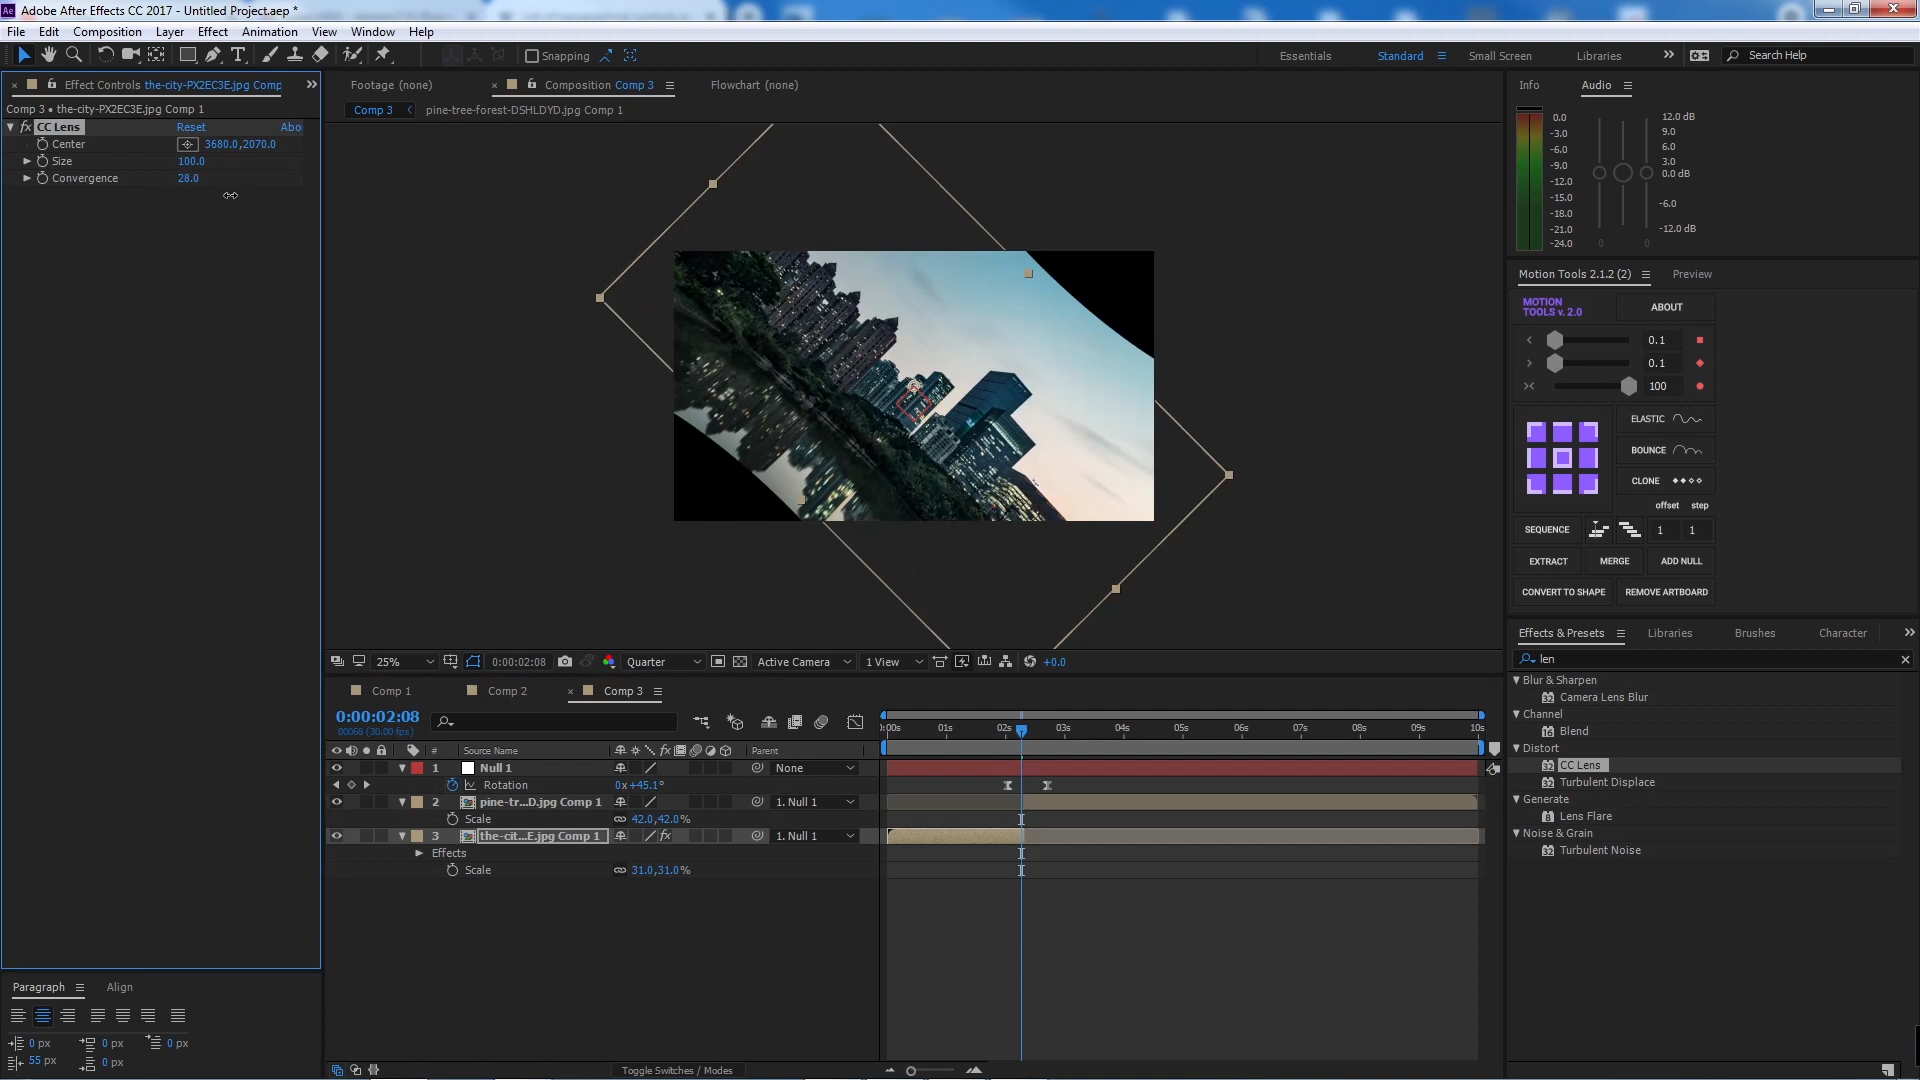 Adobe After Effects CC 2017 - Untitled Project.aep *
File Edit Composition Layer Effect Animation View Window Help
Snapping Essentials Standard Small Screen Libraries Search Help
Effect Controls the-city-PX2EC3E.jpg Comp
Comp 3 • the-city-PX2EC3E.jpg Comp 1
fx CC Lens Reset Abo
Center 3680.0,2070.0
Size 100.0
Convergence 28.0
Footage (none) Composition Comp 3 Flowchart (none)
Comp 3 pine-tree-forest-DSHLDYD.jpg Comp 1
25% 0:00:02:08 Quarter Active Camera 1 View +0.0
Info Audio
0.0
-3.0
-6.0
-9.0
-12.0
-15.0
-18.0
-21.0
-24.0
12.0 dB
9.0
6.0
3.0
0.0 dB
-3.0
-6.0
-9.0
-12.0 dB
0 0
Motion Tools 2.1.2 (2) Preview
MOTION
TOOLS v. 2.0
ABOUT
0.1
0.1
100
ELASTIC
BOUNCE
CLONE
offset step
SEQUENCE 1 1
EXTRACT MERGE ADD NULL
CONVERT TO SHAPE REMOVE ARTBOARD
Effects & Presets Libraries Brushes Character
len
Blur & Sharpen
Camera Lens Blur
Channel
Blend
Distort
CC Lens
Turbulent Displace
Generate
Lens Flare
Noise & Grain
Turbulent Noise
Comp 1 Comp 2 Comp 3
0:00:02:08
00068 (30.00 fps)
:00s 01s 02s 03s 04s 05s 06s 07s 08s 09s 10s
# Source Name Parent
1 Null 1 None
Rotation 0x+45.1°
2 pine-tr...D.jpg Comp 1 1. Null 1
Scale 42.0,42.0%
3 the-cit...E.jpg Comp 1 fx 1. Null 1
Effects
Scale 31.0,31.0%
Toggle Switches / Modes
Paragraph Align
0 px 0 px 0 px
55 px 0 px